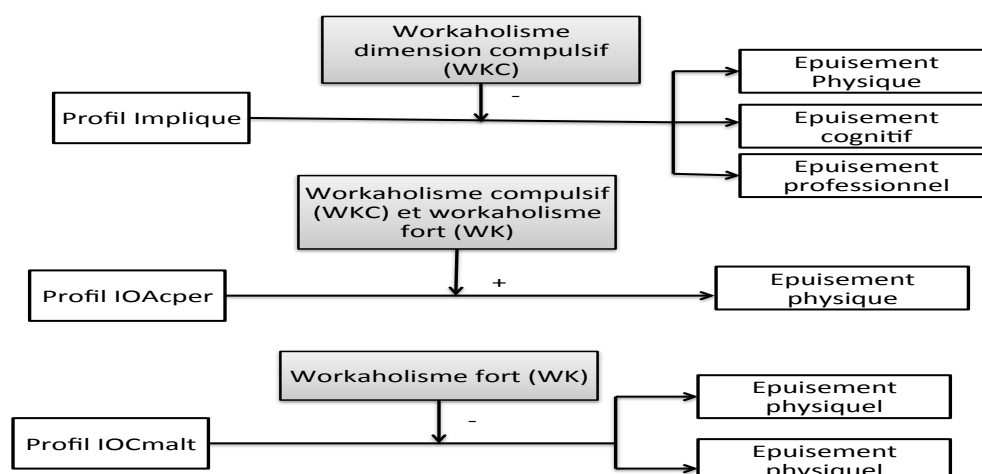 Workaholisme
dimension compulsif
(WKC)
-
Profil Implique
Epuisement
Physique
Epuisement
cognitif
Epuisement
professionnel
Workaholisme compulsif
(WKC) et workaholisme
fort (WK)
+
Profil IOAcper
Epuisement
physique
Workaholisme fort (WK)
-
Profil IOCmalt
Epuisement
physiquel
Epuisement
physiquel